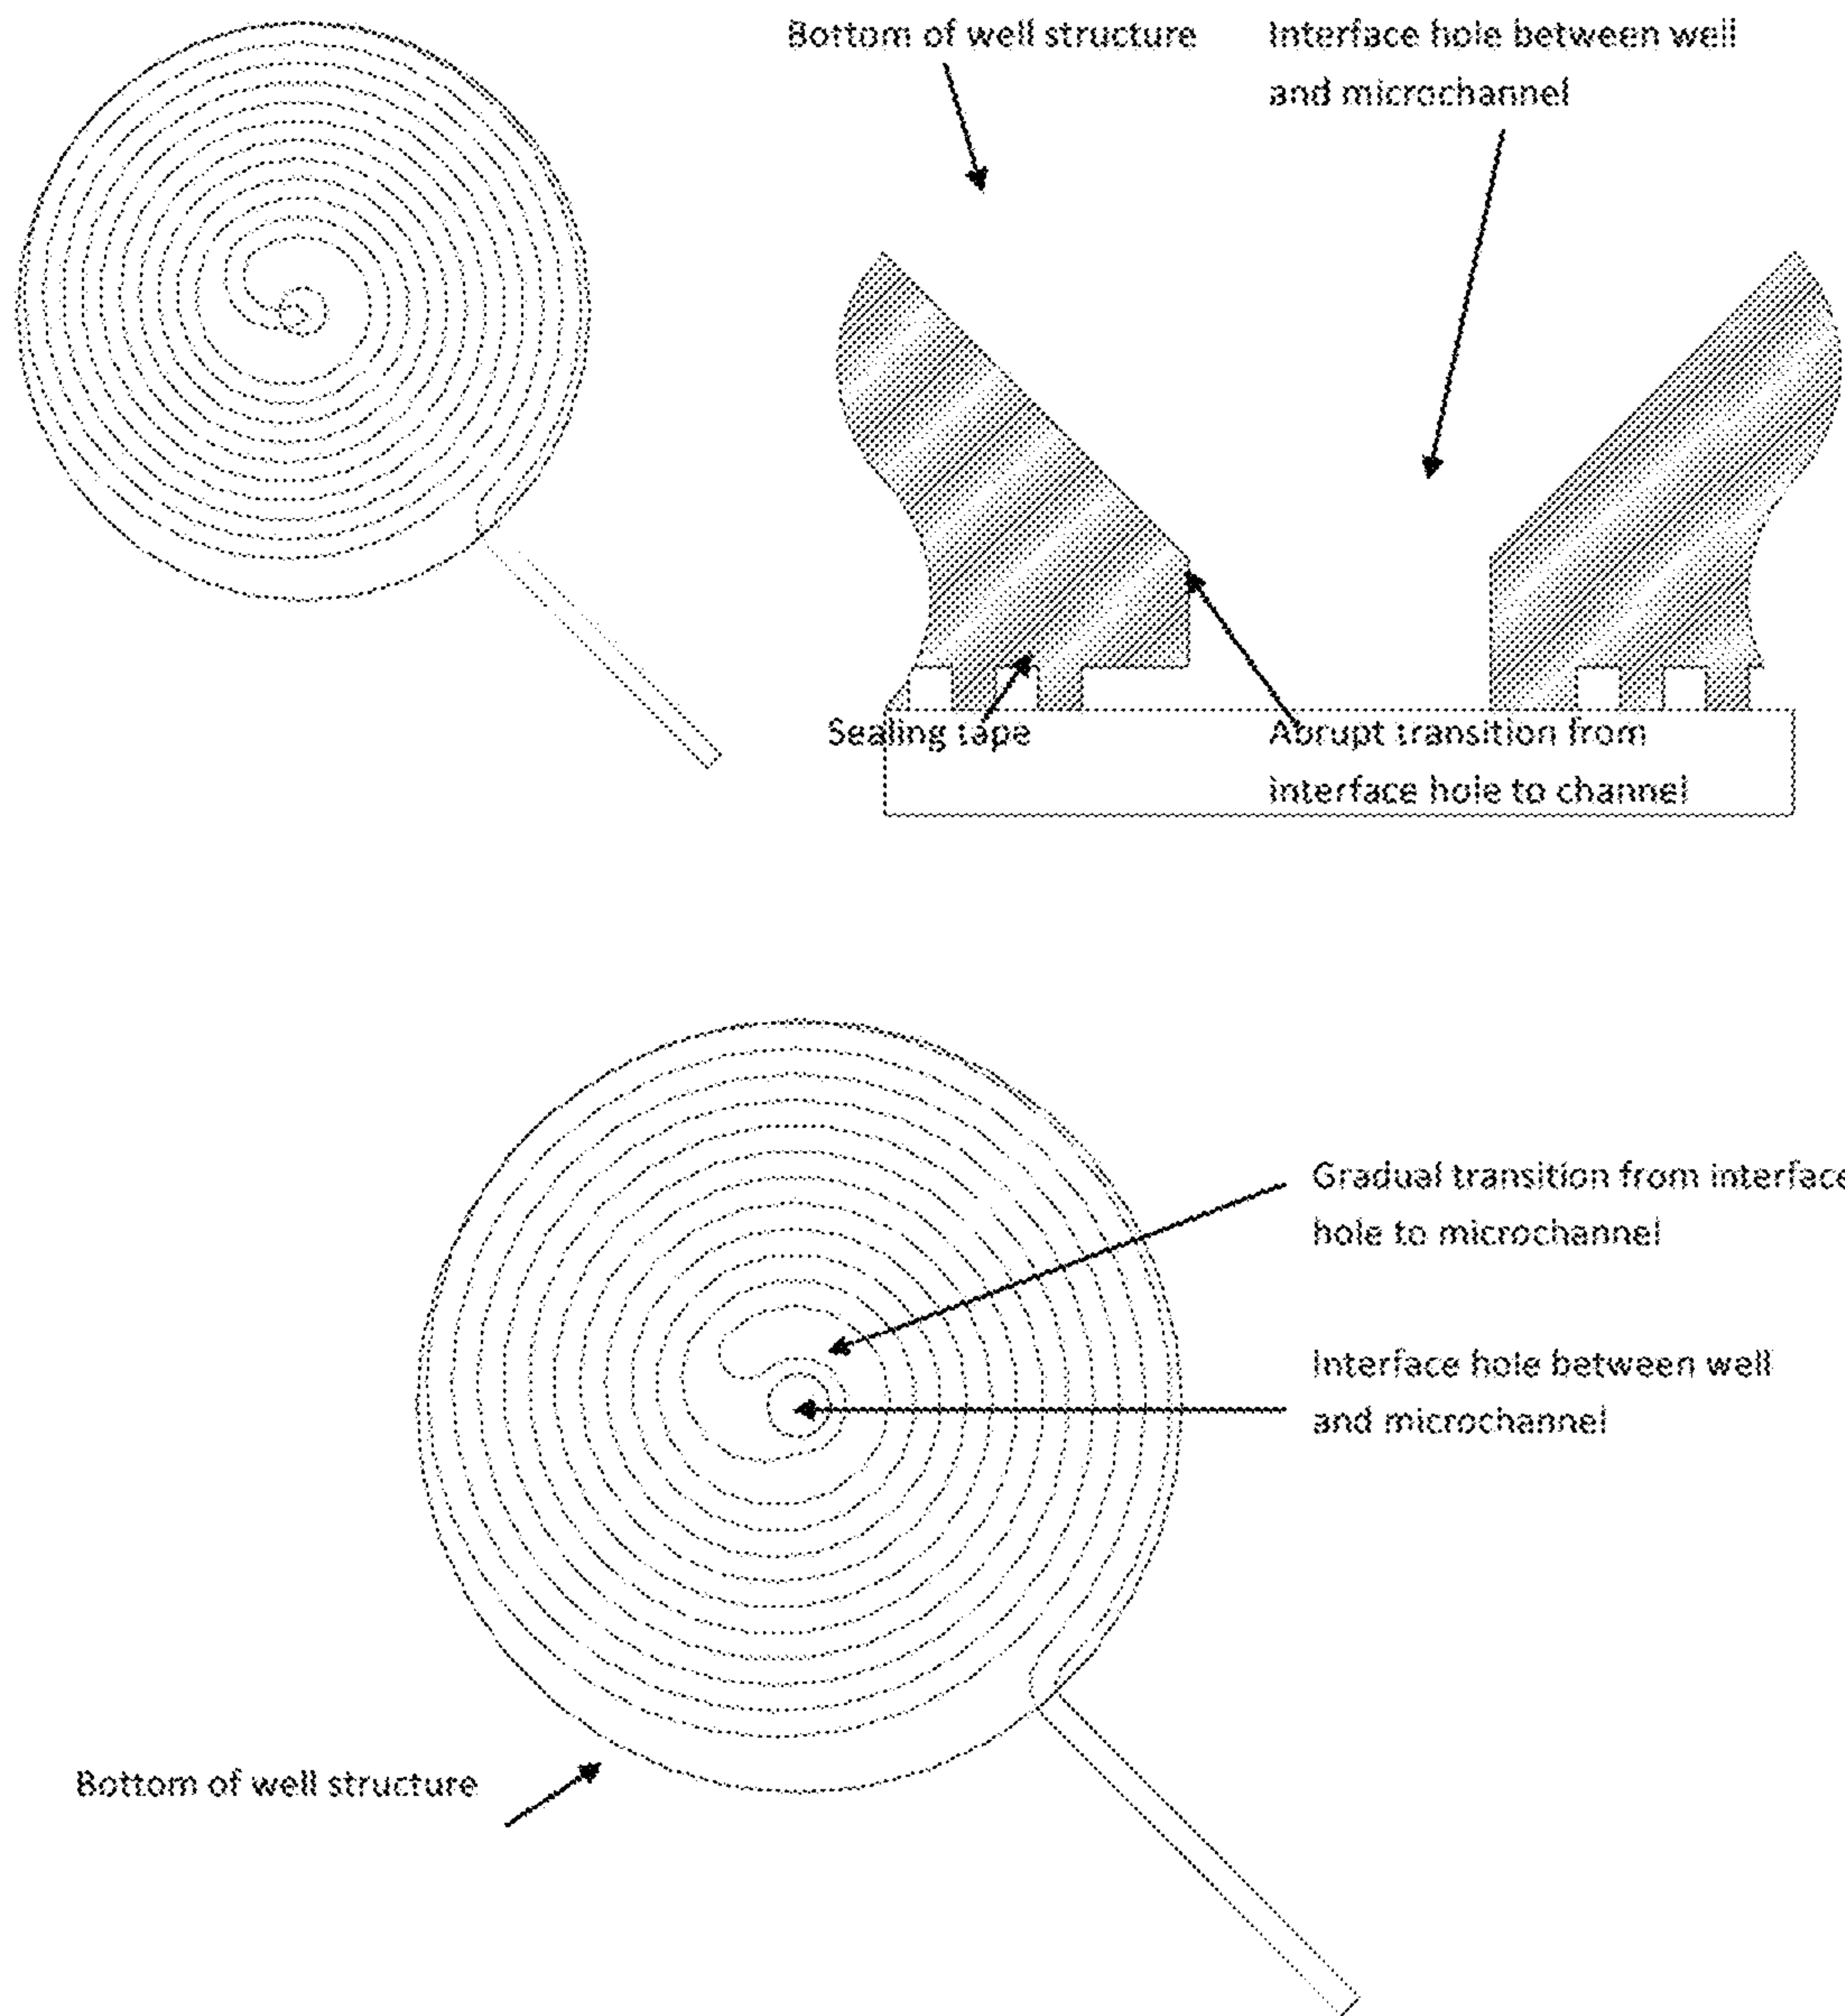 Bottom of well structure
Interface hole between well
and microchannel
Sealing tape
Abrupt transition from
interface hole to channel
Gradual transition from interface
hole to microchannel
Interface hole between well
and microchannel
Bottom of well structure